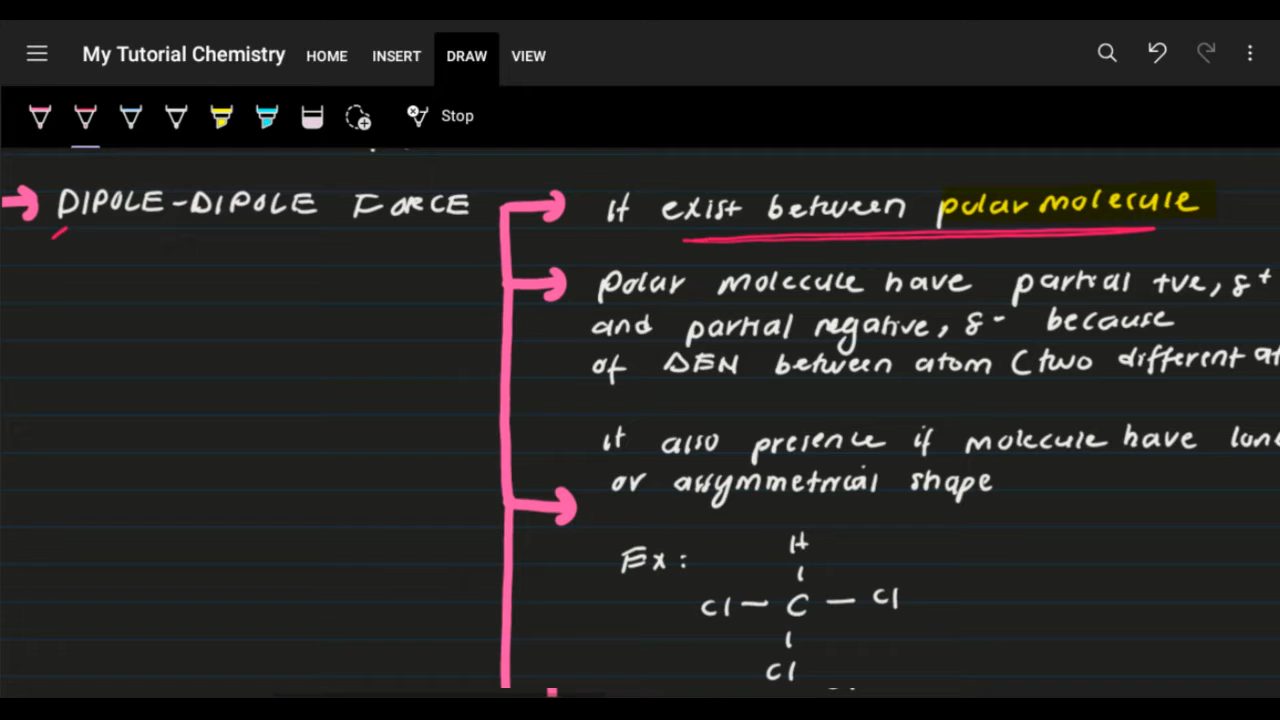 My Tutorial Chemistry HOME INSERT DRAW VIEW
Stop
DIPOLE-DIPOLE FORCE
It exist between polar molecule
Polar molecule have partial +ve, δ+
and partial negative, δ- because
of ΔEN between atom (two different
It also presence if molecule have
or assymmetrical shape
Ex:
H
Cl - C - Cl
Cl